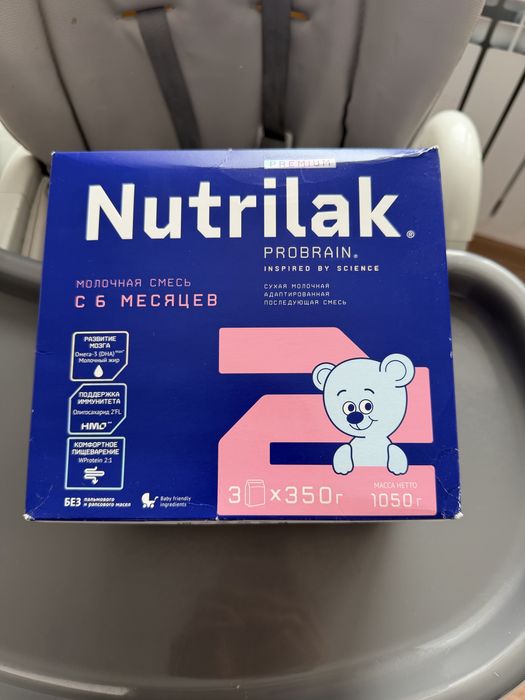 PREMIUM
Nutrilak®
PROBRAIN®
INSPIRED BY SCIENCE
МОЛОЧНАЯ СМЕСЬ
С 6 МЕСЯЦЕВ
СУХАЯ МОЛОЧНАЯ
АДАПТИРОВАННАЯ
ПОСЛЕДУЮЩАЯ СМЕСЬ
РАЗВИТИЕ
МОЗГА
Омега-3 (DHA)
Молочный жир
ПОДДЕРЖКА
ИММУНИТЕТА
Олигосахарид 2'FL
HMO
КОМФОРТНОЕ
ПИЩЕВАРЕНИЕ
WProtein 2:1
БЕЗ пальмового
и рапсового масел
Baby friendly
ingredients
2
3 x 350 г
МАССА НЕТТО
1050 г